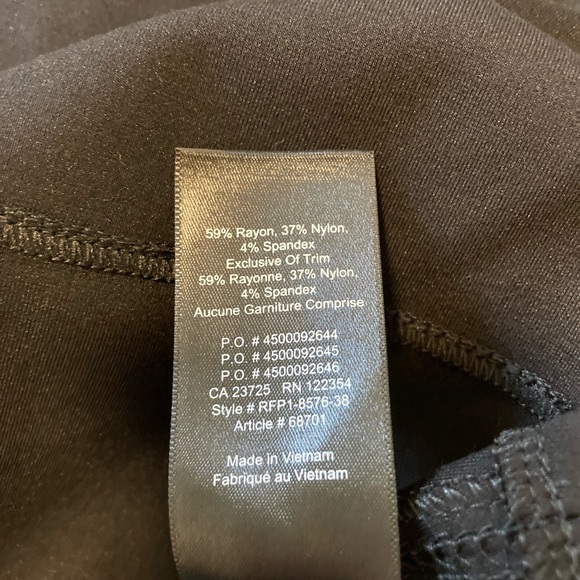 59% Rayon, 37% Nylon,
4% Spandex
Exclusive Of Trim
59% Rayonne, 37% Nylon,
4% Spandex
Aucune Garniture Comprise
P.O. # 4500092644
P.O. # 4500092645
P.O. # 4500092646
CA 23725 RN 122354
Style # RFP1-8576-38
Article # 68701
Made in Vietnam
Fabriqué au Vietnam